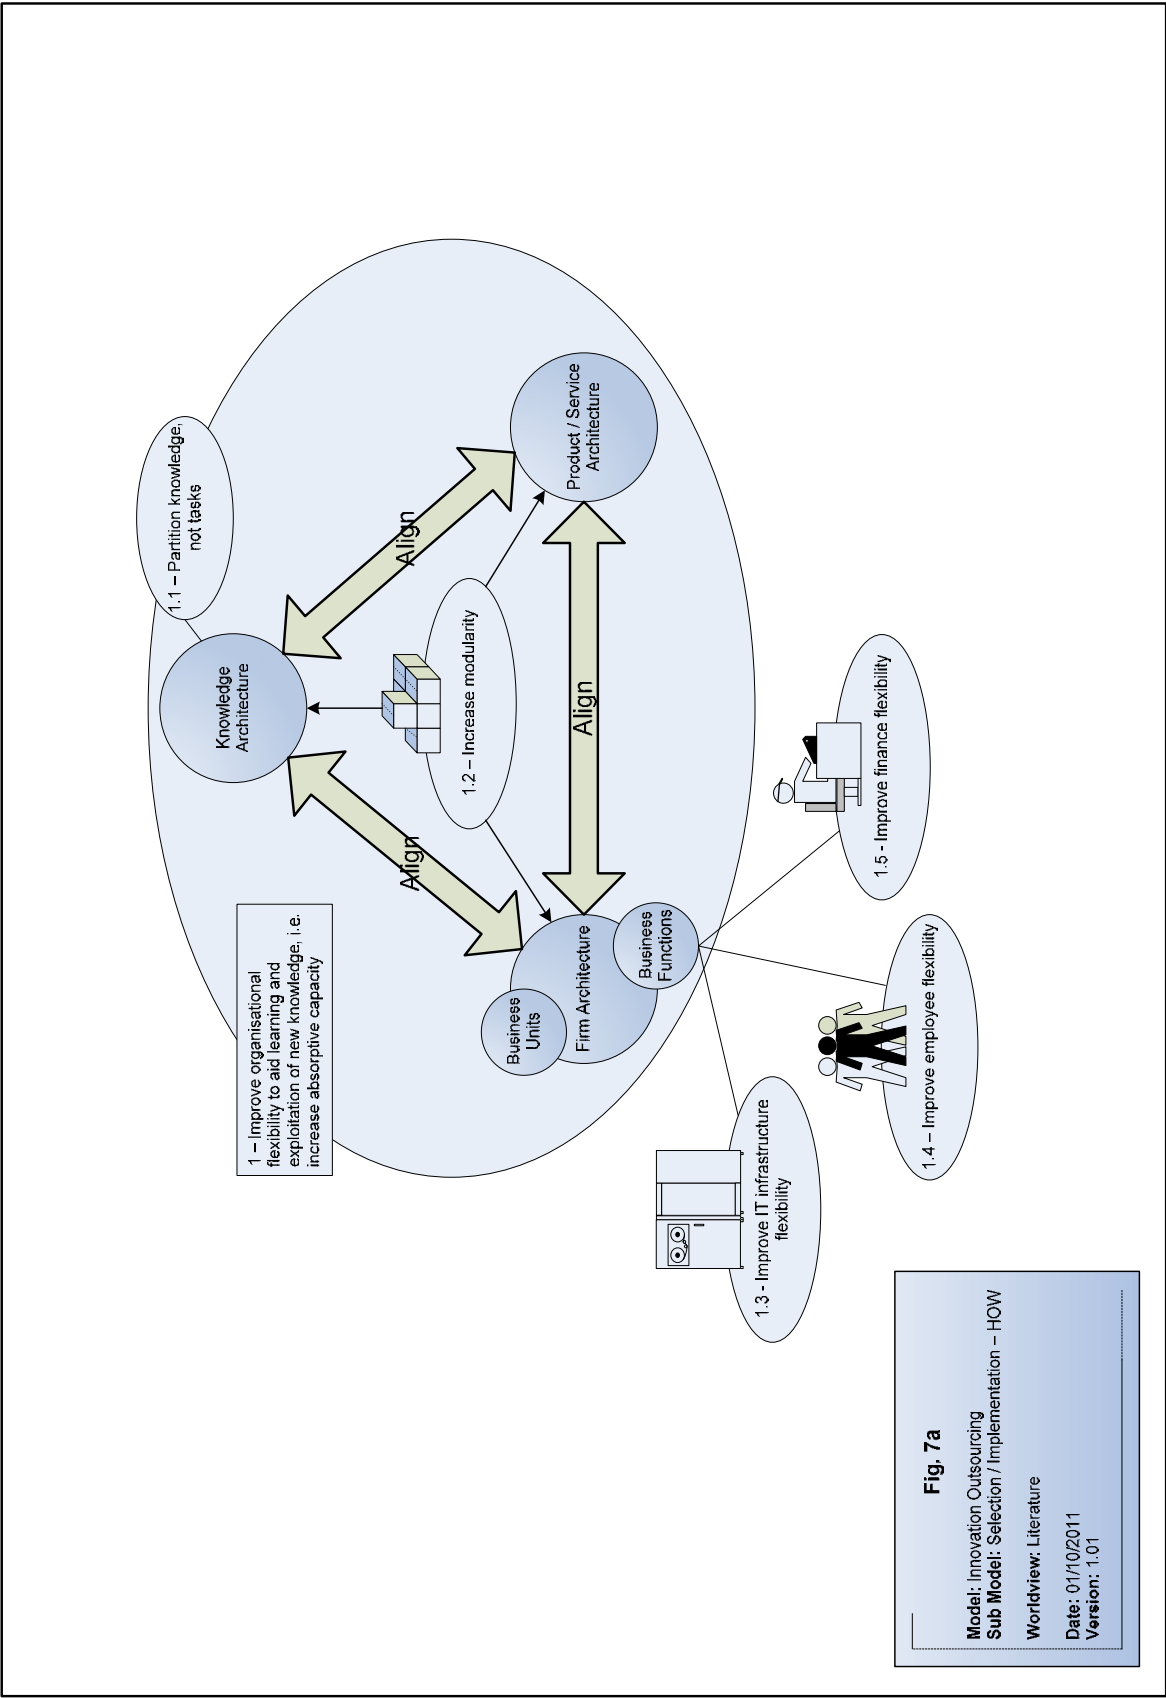 1 – Improve organisational
flexibility to aid learning and
exploitation of new knowledge, i.e.
increase absorptive capacity
1.1 – Partition knowledge,
not tasks
Knowledge
Architecture
Align
Align
1.2 – Increase modularity
Business
Units
Firm Architecture
Business
Functions
Align
Product / Service
Architecture
1.3 - Improve IT infrastructure
flexibility
1.4 – Improve employee flexibility
1.5 - Improve finance flexibility
Fig. 7a
Model: Innovation Outsourcing
Sub Model: Selection / Implementation – HOW
Worldview: Literature
Date: 01/10/2011
Version: 1.01